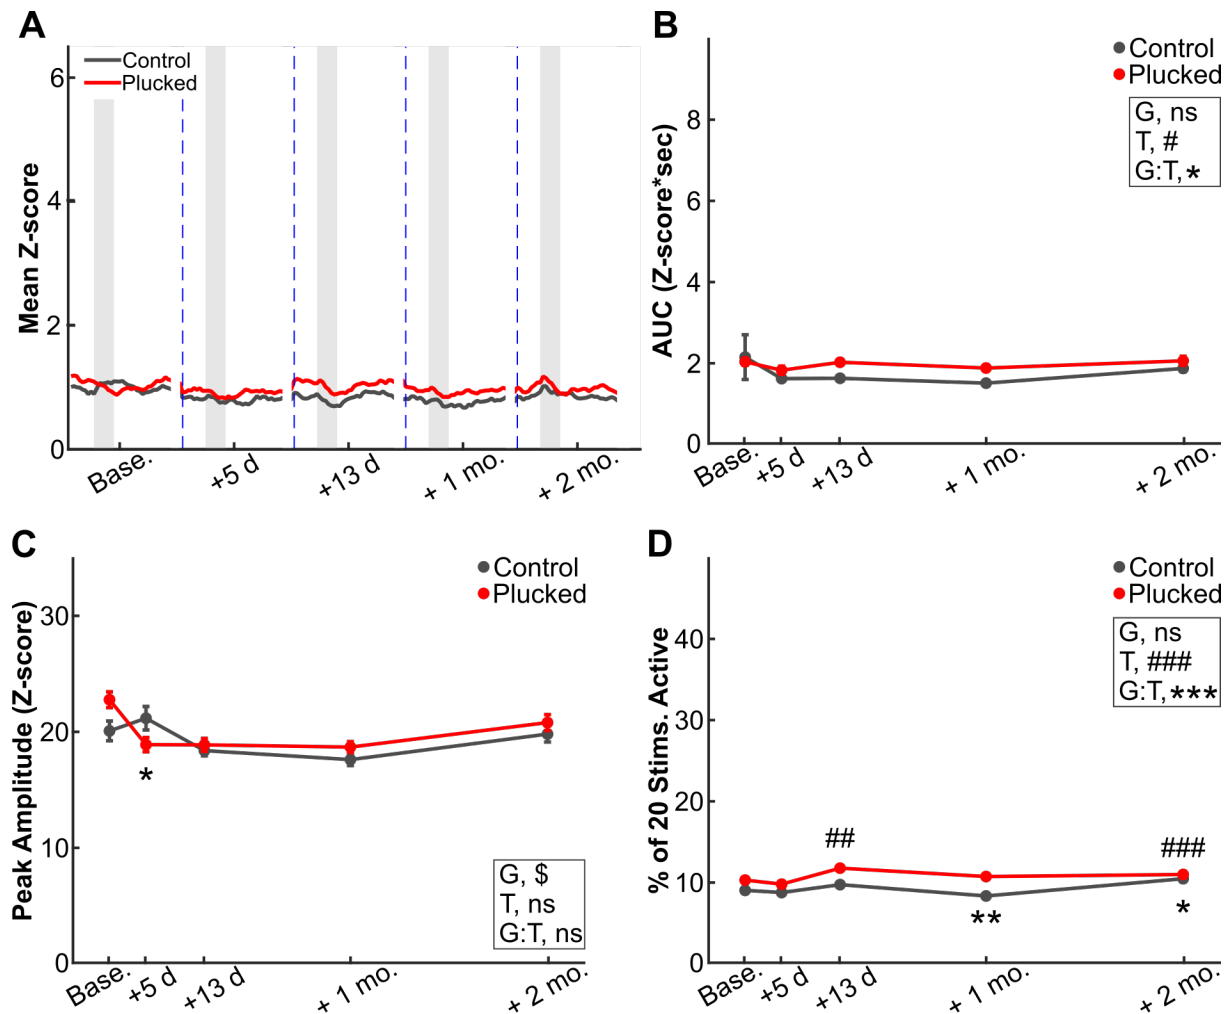 A
Control
Plucked
Mean Z-score
6
4
2
0
Base.
+5 d
+13 d
+ 1 mo.
+ 2 mo.
B
Control
Plucked
G, ns
T, #
G:T, *
AUC (Z-score*sec)
8
6
4
2
0
Base.
+5 d
+13 d
+ 1 mo.
+ 2 mo.
C
Control
Plucked
Peak Amplitude (Z-score)
30
20
10
0
*
G, $
T, ns
G:T, ns
Base.
+5 d
+13 d
+ 1 mo.
+ 2 mo.
D
Control
Plucked
G, ns
T, ###
G:T, ***
% of 20 Stims. Active
40
30
20
10
0
##
###
**
*
Base.
+5 d
+13 d
+ 1 mo.
+ 2 mo.